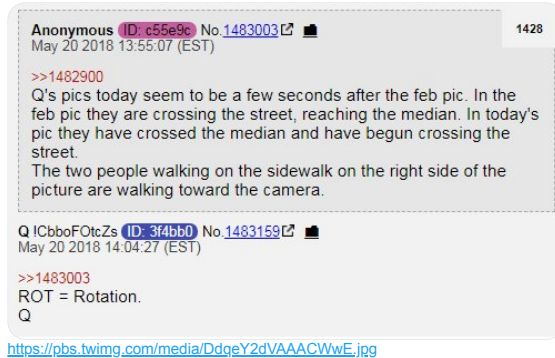 Anonymous ID: c55e9c No.1483003
1428
May 20 2018 13:55:07 (EST)
>>1482900
Q's pics today seem to be a few seconds after the feb pic. In the
feb pic they are crossing the street, reaching the median. In today's
pic they have crossed the median and have begun crossing the
street.
The two people walking on the sidewalk on the right side of the
picture are walking toward the camera.
Q !CbboFOtcZs ID: 3f4bb0 No.1483159
May 20 2018 14:04:27 (EST)
>>1483003
ROT = Rotation.
Q
https://pbs.twimg.com/media/DdqeY2dVAAACWwE.jpg